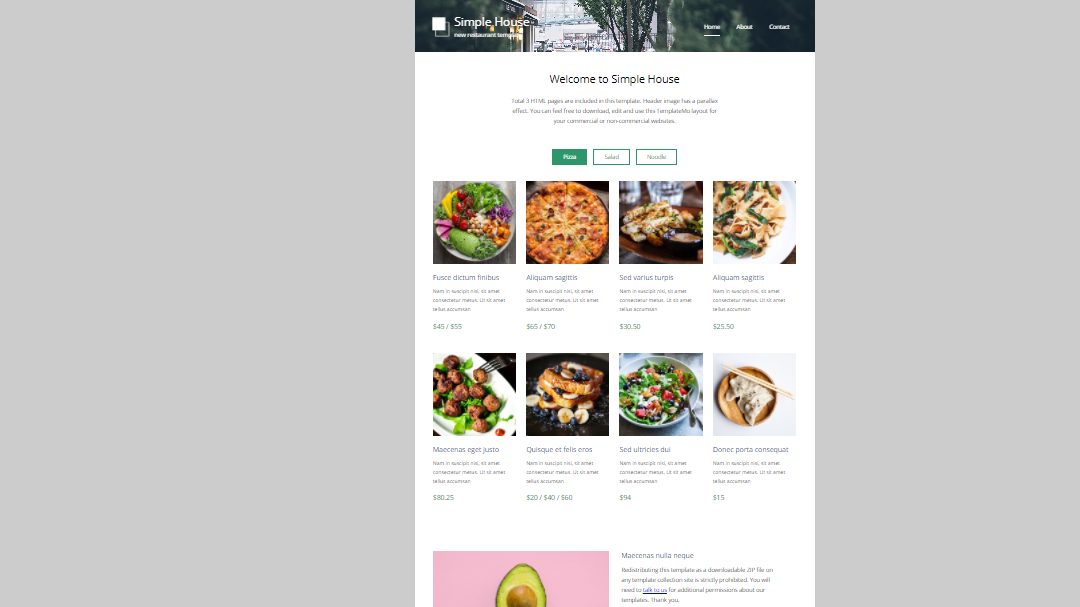 Simple House
new restaurant template
Home About Contact
Welcome to Simple House
Total 3 HTML pages are included in this template. Header image has a parallax
effect. You can feel free to download, edit and use this TemplateMo layout for
your commercial or non-commercial websites.
Pizza Salad Noodle
Fusce dictum finibus
Nam in suscipit nisi, sit amet
consectetur metus. Ut sit amet
tellus accumsan
$45 / $55
Aliquam sagittis
Nam in suscipit nisi, sit amet
consectetur metus. Ut sit amet
tellus accumsan
$65 / $70
Sed varius turpis
Nam in suscipit nisi, sit amet
consectetur metus. Ut sit amet
tellus accumsan
$30.50
Aliquam sagittis
Nam in suscipit nisi, sit amet
consectetur metus. Ut sit amet
tellus accumsan
$25.50
Maecenas eget justo
Nam in suscipit nisi, sit amet
consectetur metus. Ut sit amet
tellus accumsan
$80.25
Quisque et felis eros
Nam in suscipit nisi, sit amet
consectetur metus. Ut sit amet
tellus accumsan
$20 / $40 / $60
Sed ultricies dui
Nam in suscipit nisi, sit amet
consectetur metus. Ut sit amet
tellus accumsan
$94
Donec porta consequat
Nam in suscipit nisi, sit amet
consectetur metus. Ut sit amet
tellus accumsan
$15
Maecenas nulla neque
Redistributing this template as a downloadable ZIP file on
any template collection site is strictly prohibited. You will
need to talk to us for additional permissions about our
templates. Thank you.